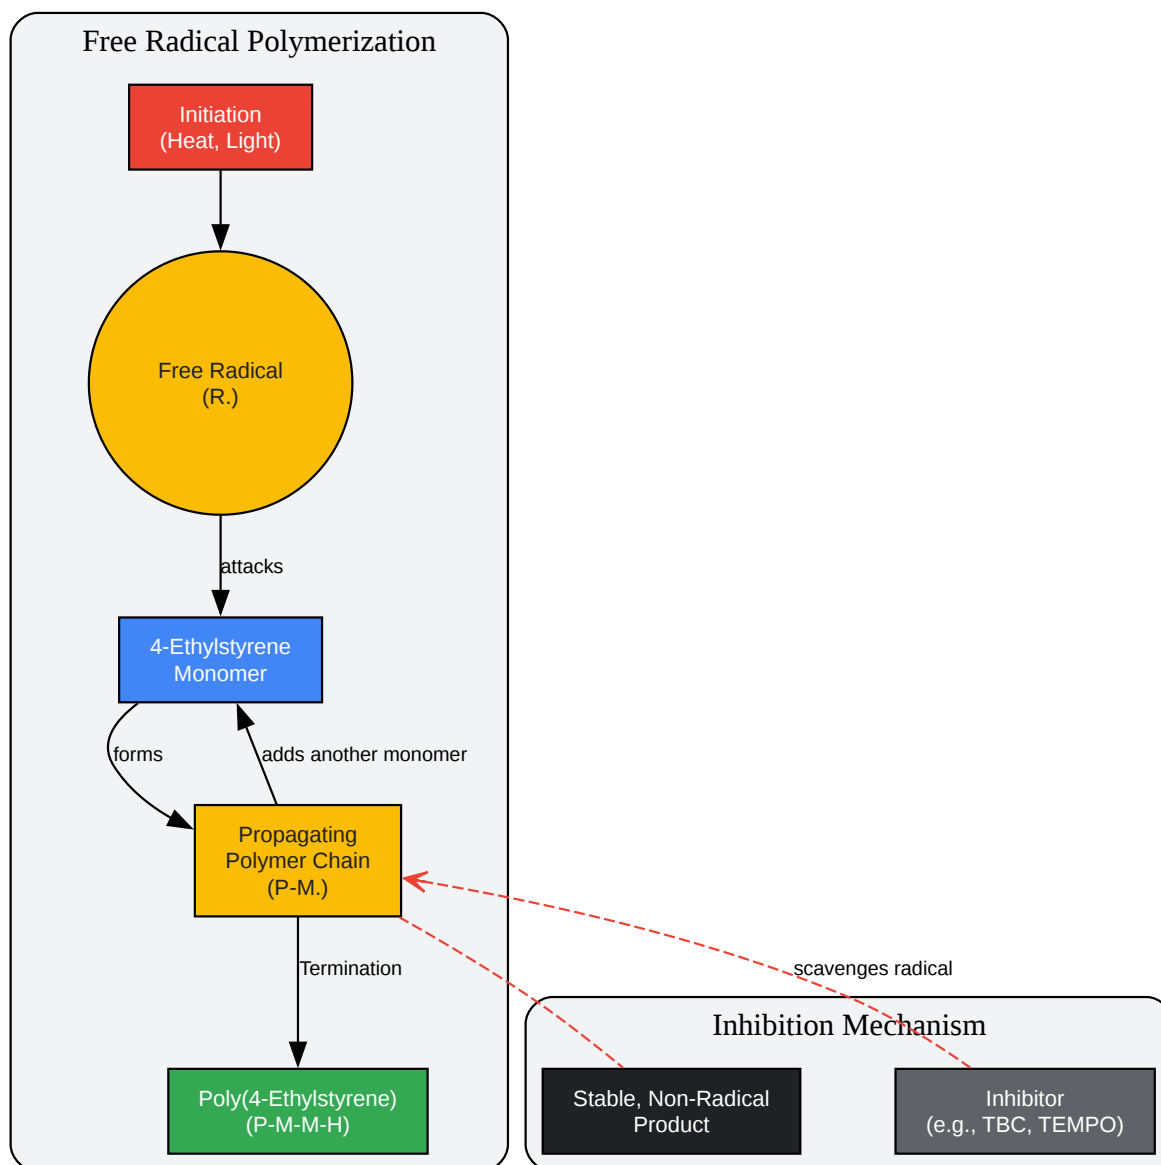 Free Radical Polymerization
Initiation
(Heat, Light)
Free Radical
(R.)
attacks
4-Ethylstyrene
Monomer
forms
adds another monomer
Propagating
Polymer Chain
(P-M.)
Termination
scavenges radical
Poly(4-Ethylstyrene)
(P-M-M-H)
Inhibition Mechanism
Stable, Non-Radical
Product
Inhibitor
(e.g., TBC, TEMPO)